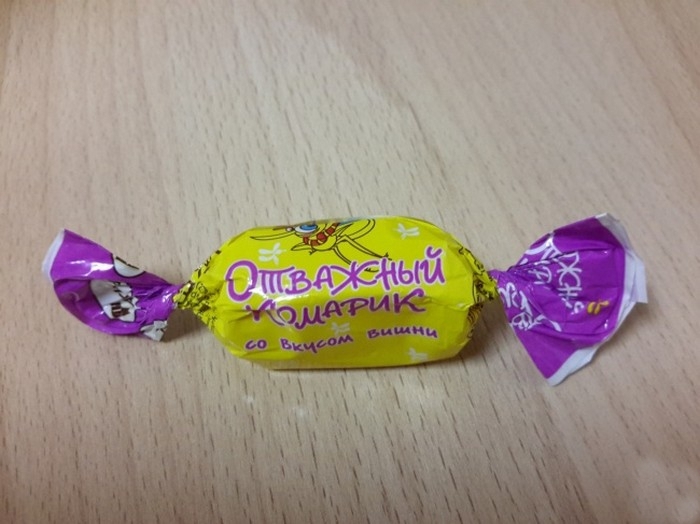 Отважный
Комарик
со вкусом вишни